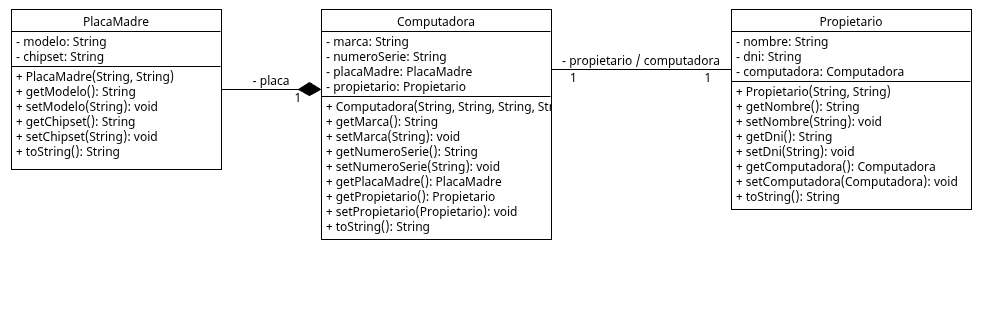 PlacaMadre
- modelo: String
- chipset: String
+ PlacaMadre(String, String)
+ getModelo(): String
+ setModelo(String): void
+ getChipset(): String
+ setChipset(String): void
+ toString(): String
- placa
1
Computadora
- marca: String
- numeroSerie: String
- placaMadre: PlacaMadre
- propietario: Propietario
+ Computadora(String, String, String, Str
+ getMarca(): String
+ setMarca(String): void
+ getNumeroSerie(): String
+ setNumeroSerie(String): void
+ getPlacaMadre(): PlacaMadre
+ getPropietario(): Propietario
+ setPropietario(Propietario): void
+ toString(): String
- propietario / computadora
1 1
Propietario
- nombre: String
- dni: String
- computadora: Computadora
+ Propietario(String, String)
+ getNombre(): String
+ setNombre(String): void
+ getDni(): String
+ setDni(String): void
+ getComputadora(): Computadora
+ setComputadora(Computadora): void
+ toString(): String